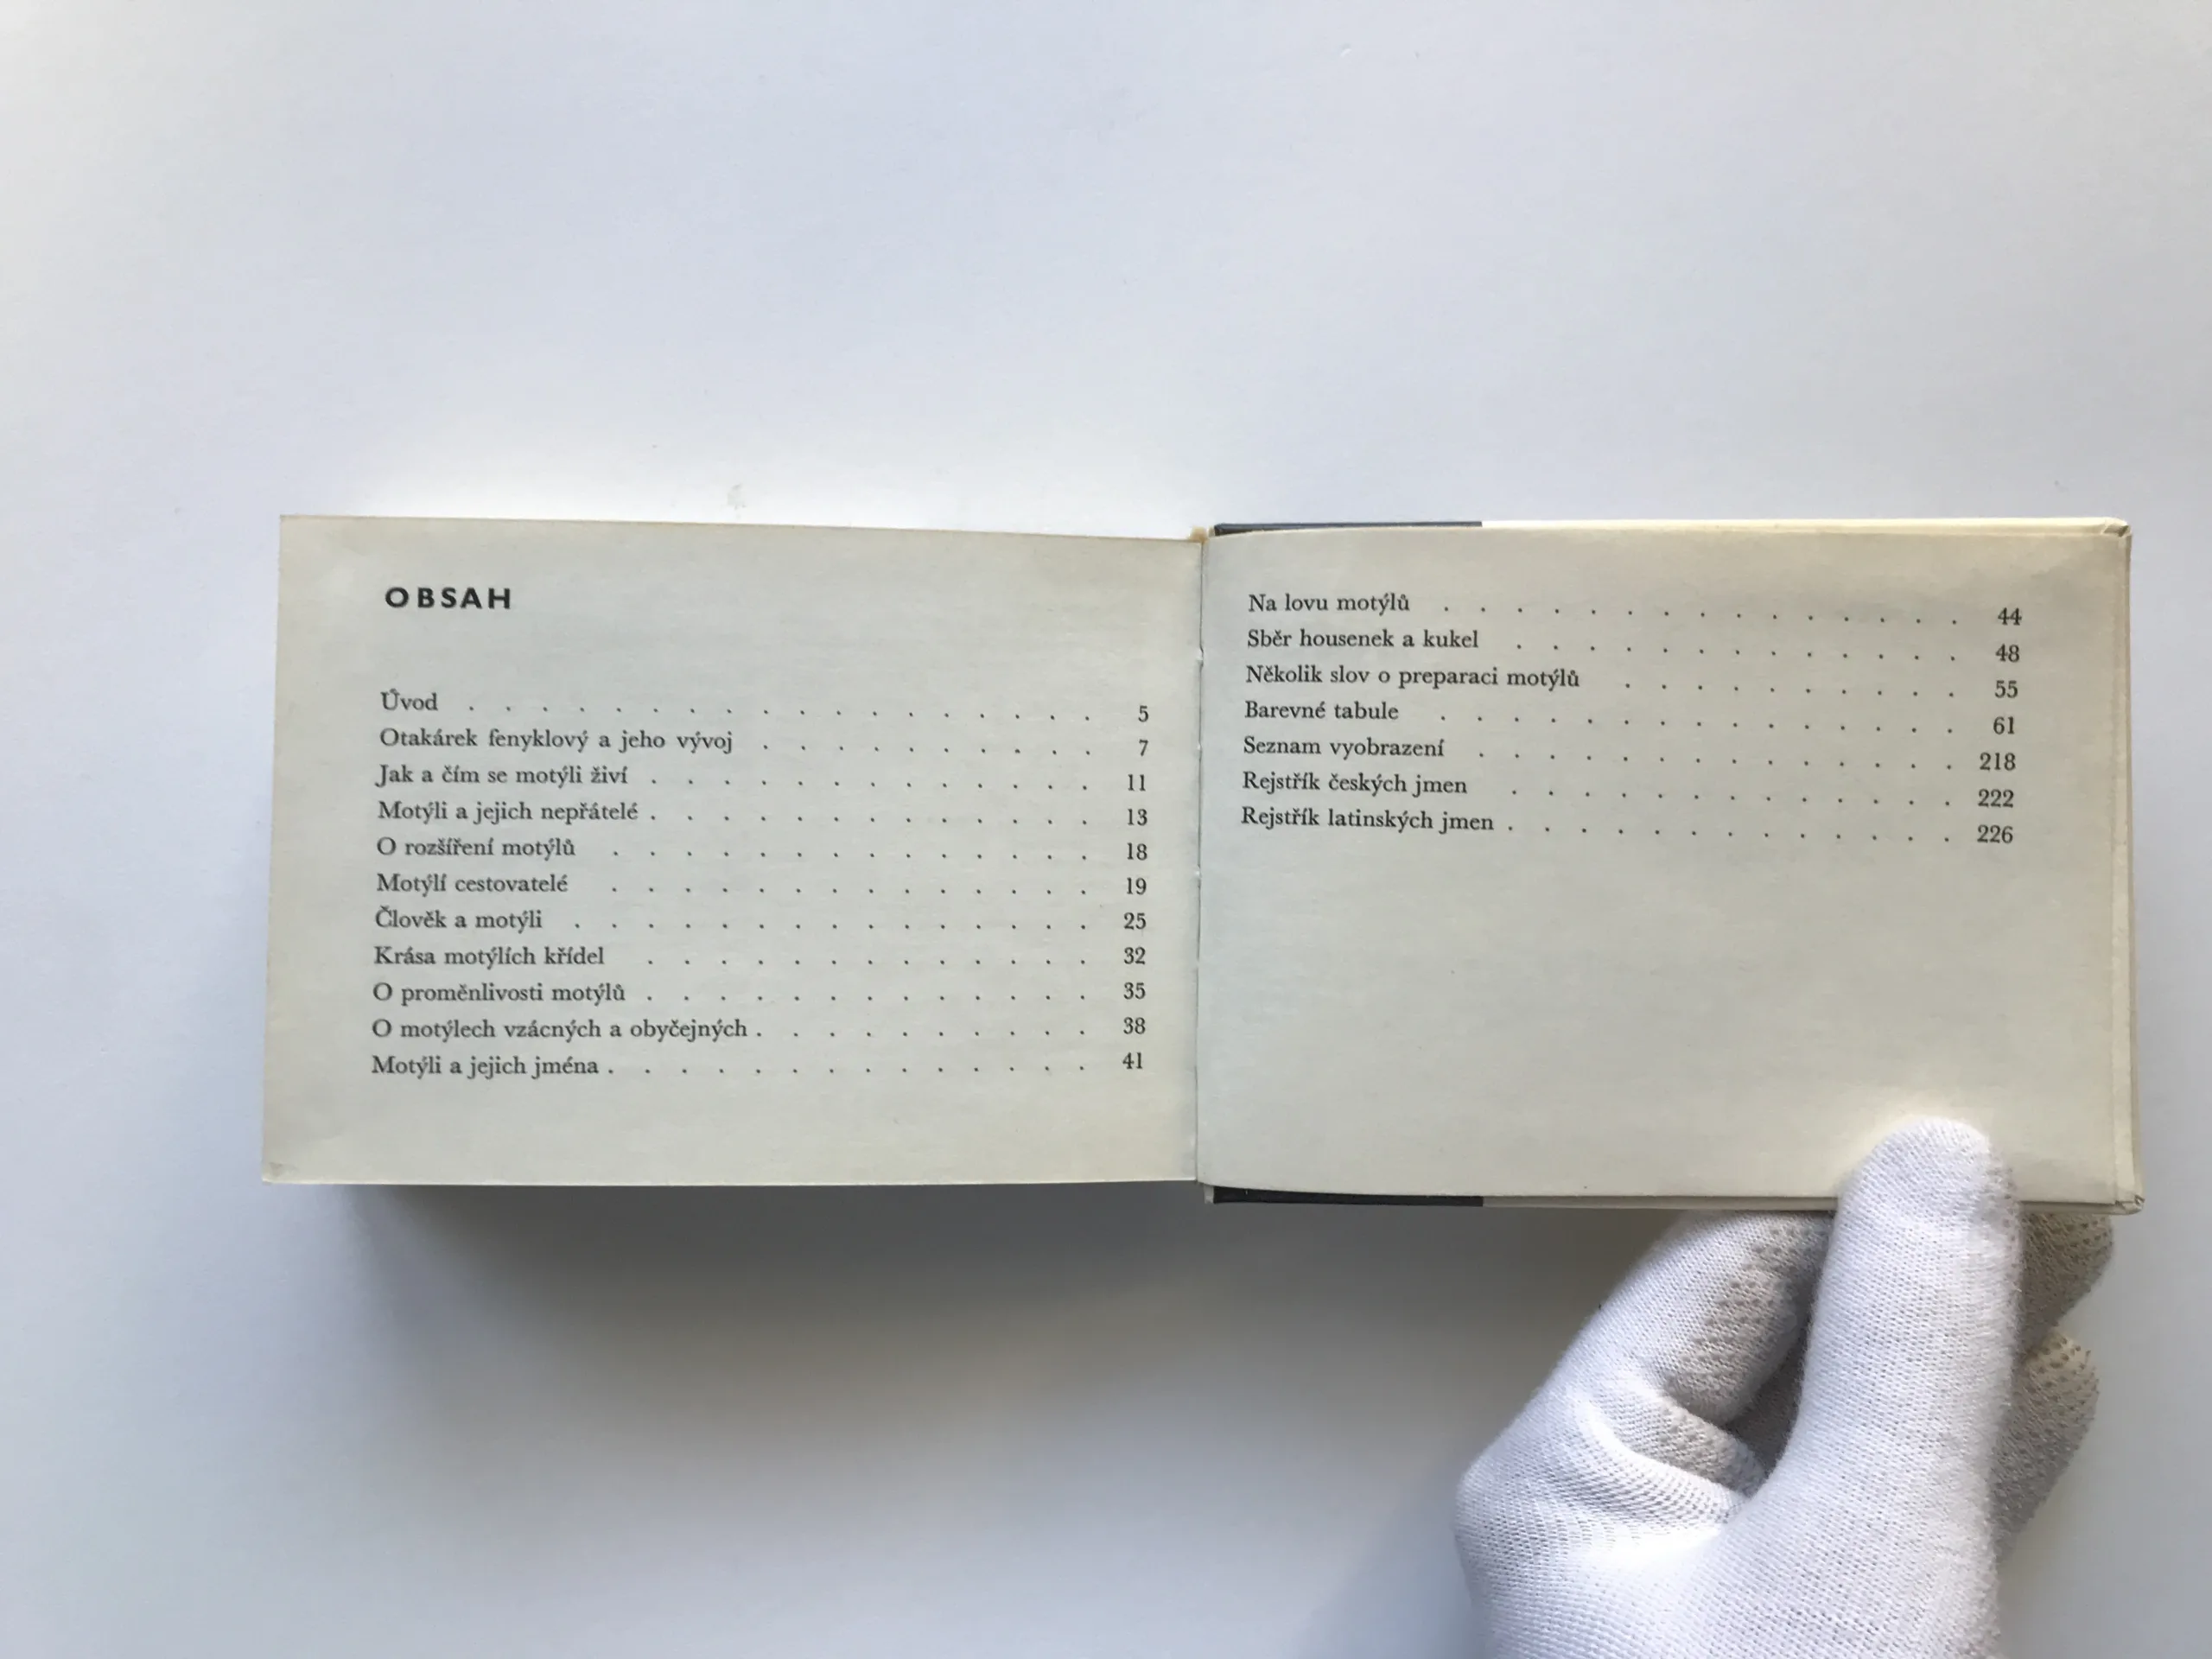 OBSAH
Úvod . . . . . . . . . . . . . . . . . . 5
Otakárek fenyklový a jeho vývoj . . . . . . . . . . 7
Jak a čím se motýli živí . . . . . . . . . . . . . 11
Motýli a jejich nepřátelé . . . . . . . . . . . . . 13
O rozšíření motýlů . . . . . . . . . . . . . . 18
Motýlí cestovatelé . . . . . . . . . . . . . . 19
Člověk a motýli . . . . . . . . . . . . . . . 25
Krása motýlích křídel . . . . . . . . . . . . . 32
O proměnlivosti motýlů . . . . . . . . . . . . . 35
O motýlech vzácných a obyčejných . . . . . . . . . . 38
Motýli a jejich jména . . . . . . . . . . . . . . 41
Na lovu motýlů . . . . . . . . . . . . . . . 44
Sběr housenek a kukel . . . . . . . . . . . . . 48
Několik slov o preparaci motýlů . . . . . . . . . . 55
Barevné tabule . . . . . . . . . . . . . . . 61
Seznam vyobrazení . . . . . . . . . . . . . . 218
Rejstřík českých jmen . . . . . . . . . . . . . 222
Rejstřík latinských jmen . . . . . . . . . . . . . 226